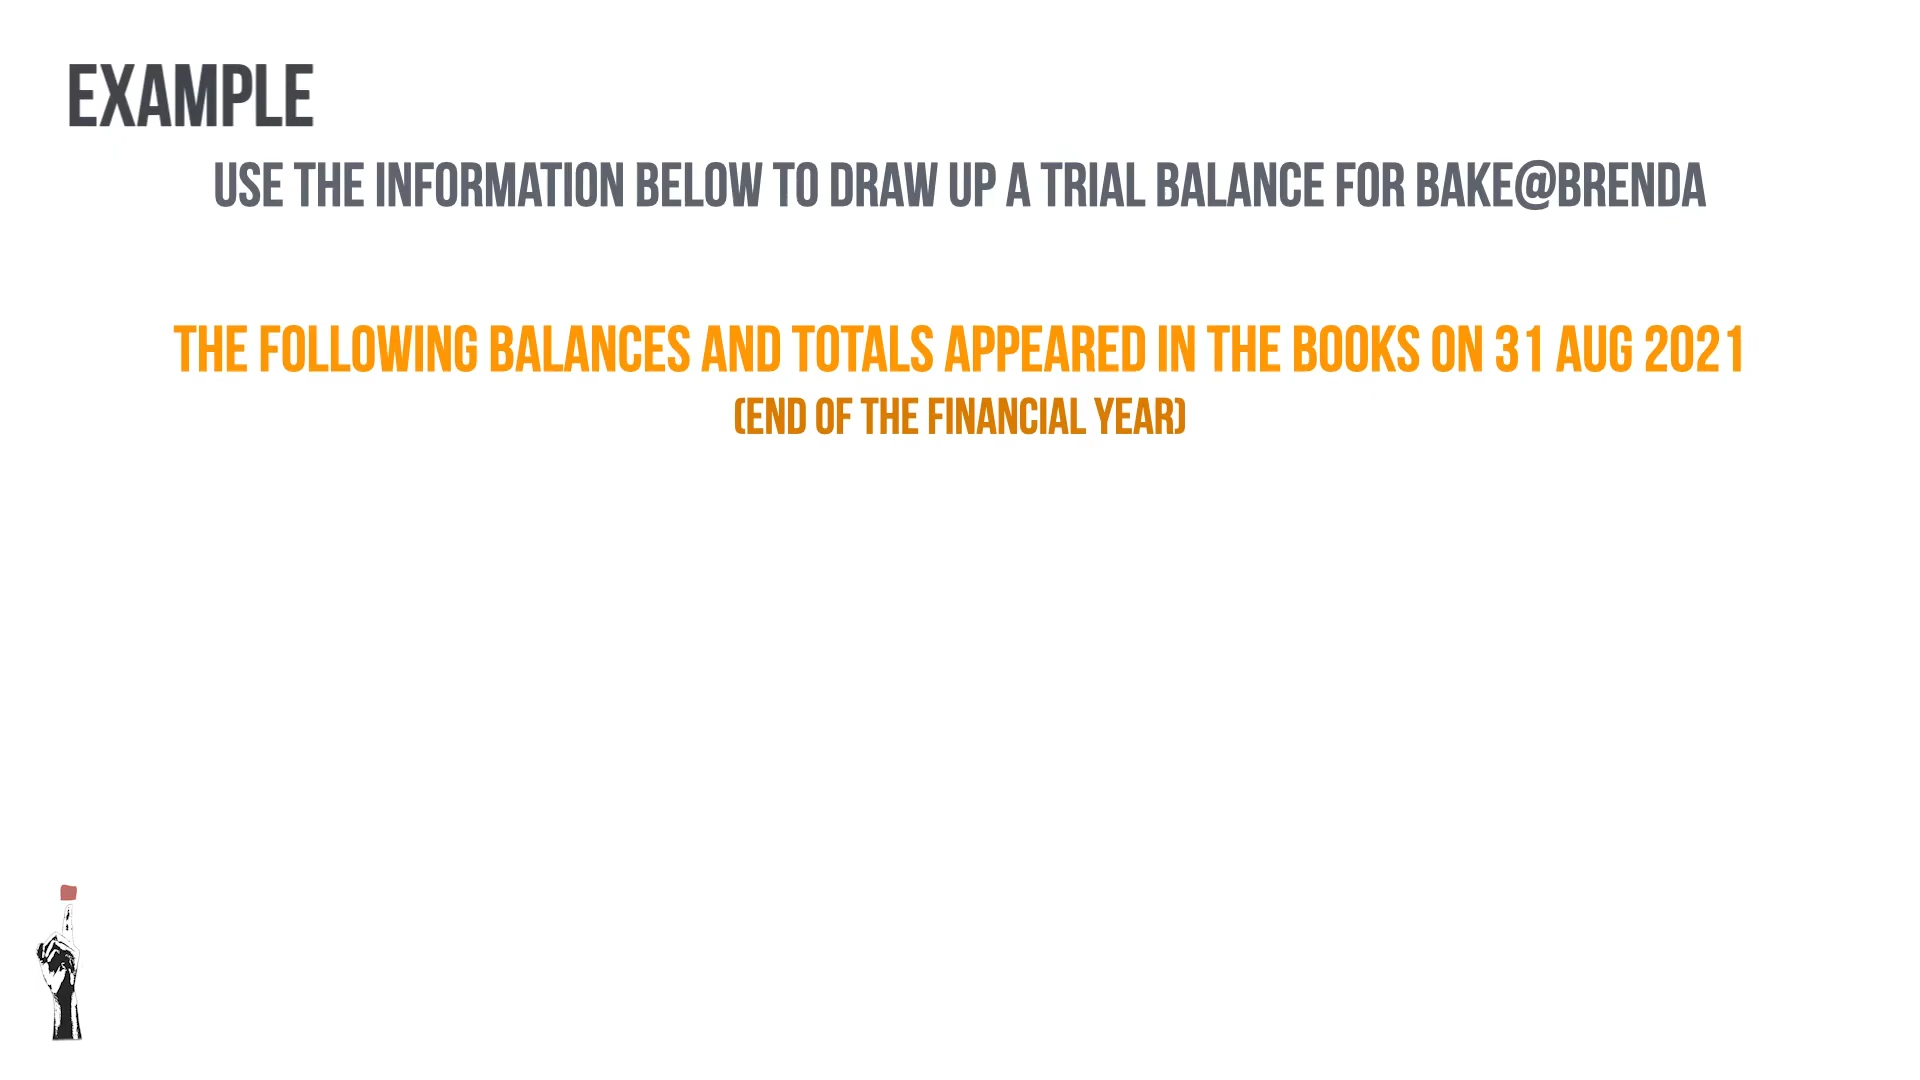 EXAMPLE
USE THE INFORMATION BELOW TO DRAW UP A TRIAL BALANCE FOR BAKE@BRENDA
THE FOLLOWING BALANCES AND TOTALS APPEARED IN THE BOOKS ON 31 AUG 2021
(END OF THE FINANCIAL YEAR)